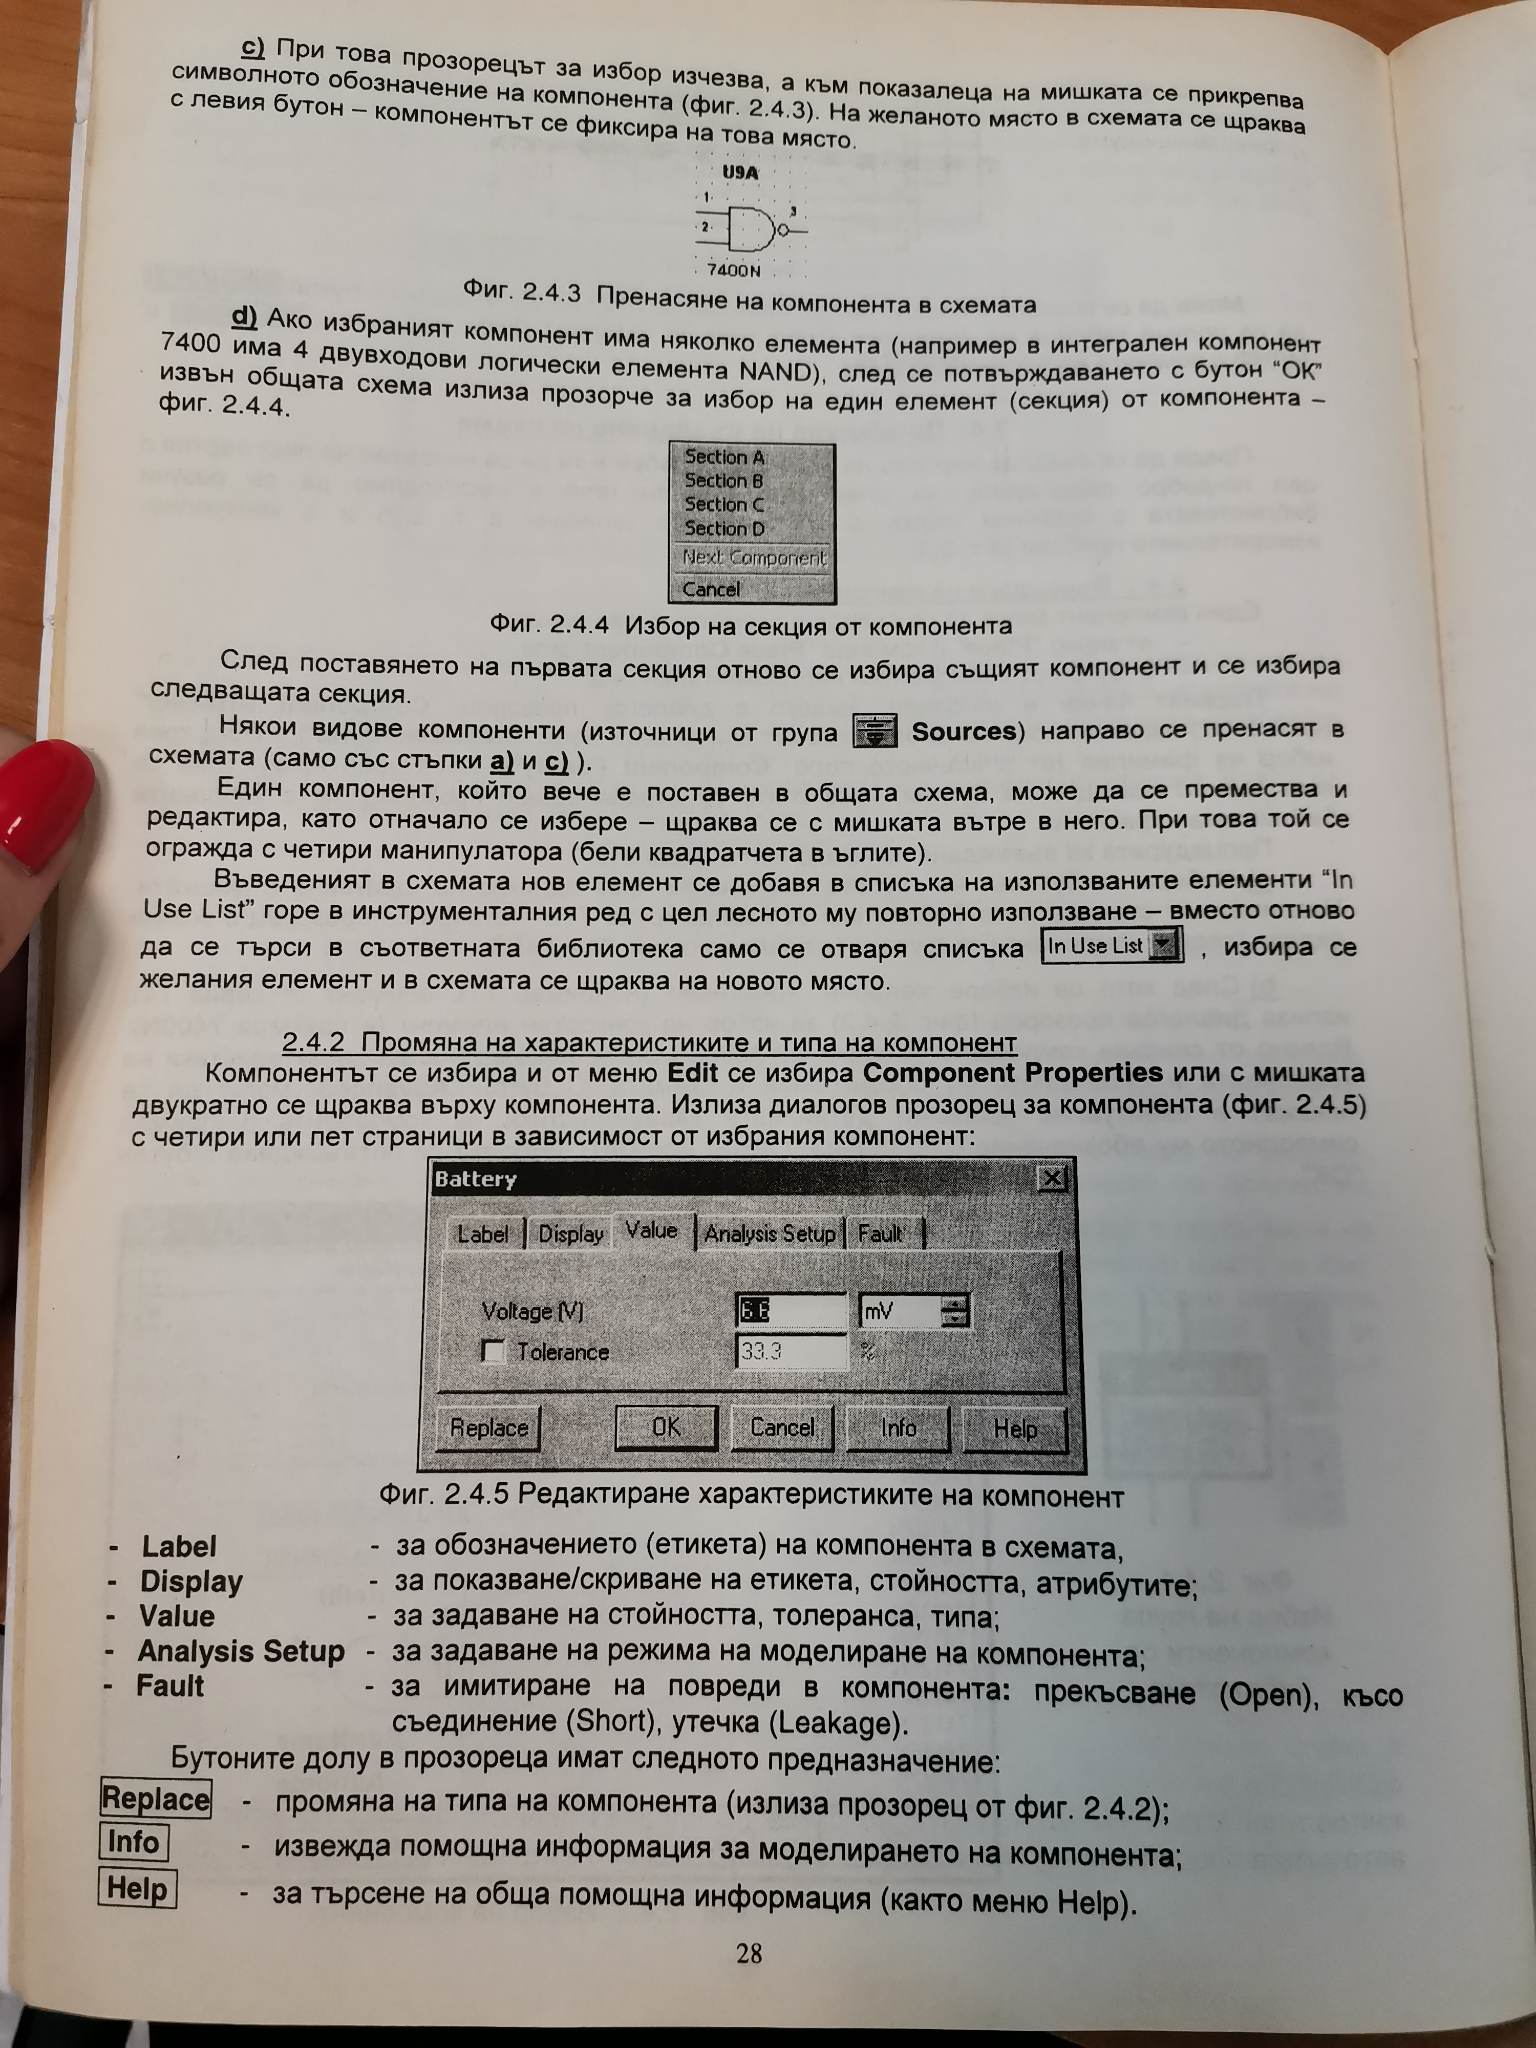 c) При това прозорецът за избор изчезва, а към показалеца на мишката се прикрепва
символното обозначение на компонента (фиг. 2.4.3). На желаното място в схемата се щраква
с левия бутон – компонентът се фиксира на това място.
U9A
1
2
3
7400N
Фиг. 2.4.3 Пренасяне на компонента в схемата
d) Ако избраният компонент има няколко елемента (например в интегрален компонент
7400 има 4 двувходови логически елемента NAND), след се потвърждаването с бутон “OK”
извън общата схема излиза прозорче за избор на един елемент (секция) от компонента –
фиг. 2.4.4.
Section A
Section B
Section C
Section D
Next Component
Cancel
Фиг. 2.4.4 Избор на секция от компонента
След поставянето на първата секция отново се избира същият компонент и се избира
следващата секция.
Някои видове компоненти (източници от група Sources) направо се пренасят в
схемата (само със стъпки a) и c) ).
Един компонент, който вече е поставен в общата схема, може да се премества и
редактира, като отначало се избере – щраква се с мишката вътре в него. При това той се
огражда с четири манипулатора (бели квадратчета в ъглите).
Въведеният в схемата нов елемент се добавя в списъка на използваните елементи “In
Use List” горе в инструменталния ред с цел лесното му повторно използване – вместо отново
да се търси в съответната библиотека само се отваря списъка In Use List , избира се
желания елемент и в схемата се щраква на новото място.
2.4.2 Промяна на характеристиките и типа на компонент
Компонентът се избира и от меню Edit се избира Component Properties или с мишката
двукратно се щраква върху компонента. Излиза диалогов прозорец за компонента (фиг. 2.4.5)
с четири или пет страници в зависимост от избрания компонент:
Battery
Label Display Value Analysis Setup Fault
Voltage (V) 6.6 mV
Tolerance 33.3 %
Replace OK Cancel Info Help
Фиг. 2.4.5 Редактиране характеристиките на компонент
- Label - за обозначението (етикета) на компонента в схемата,
- Display - за показване/скриване на етикета, стойността, атрибутите;
- Value - за задаване на стойността, толеранса, типа;
- Analysis Setup - за задаване на режима на моделиране на компонента;
- Fault - за имитиране на повреди в компонента: прекъсване (Open), късо
съединение (Short), утечка (Leakage).
Бутоните долу в прозореца имат следното предназначение:
Replace - промяна на типа на компонента (излиза прозорец от фиг. 2.4.2);
Info - извежда помощна информация за моделирането на компонента;
Help - за търсене на обща помощна информация (както меню Help).
28